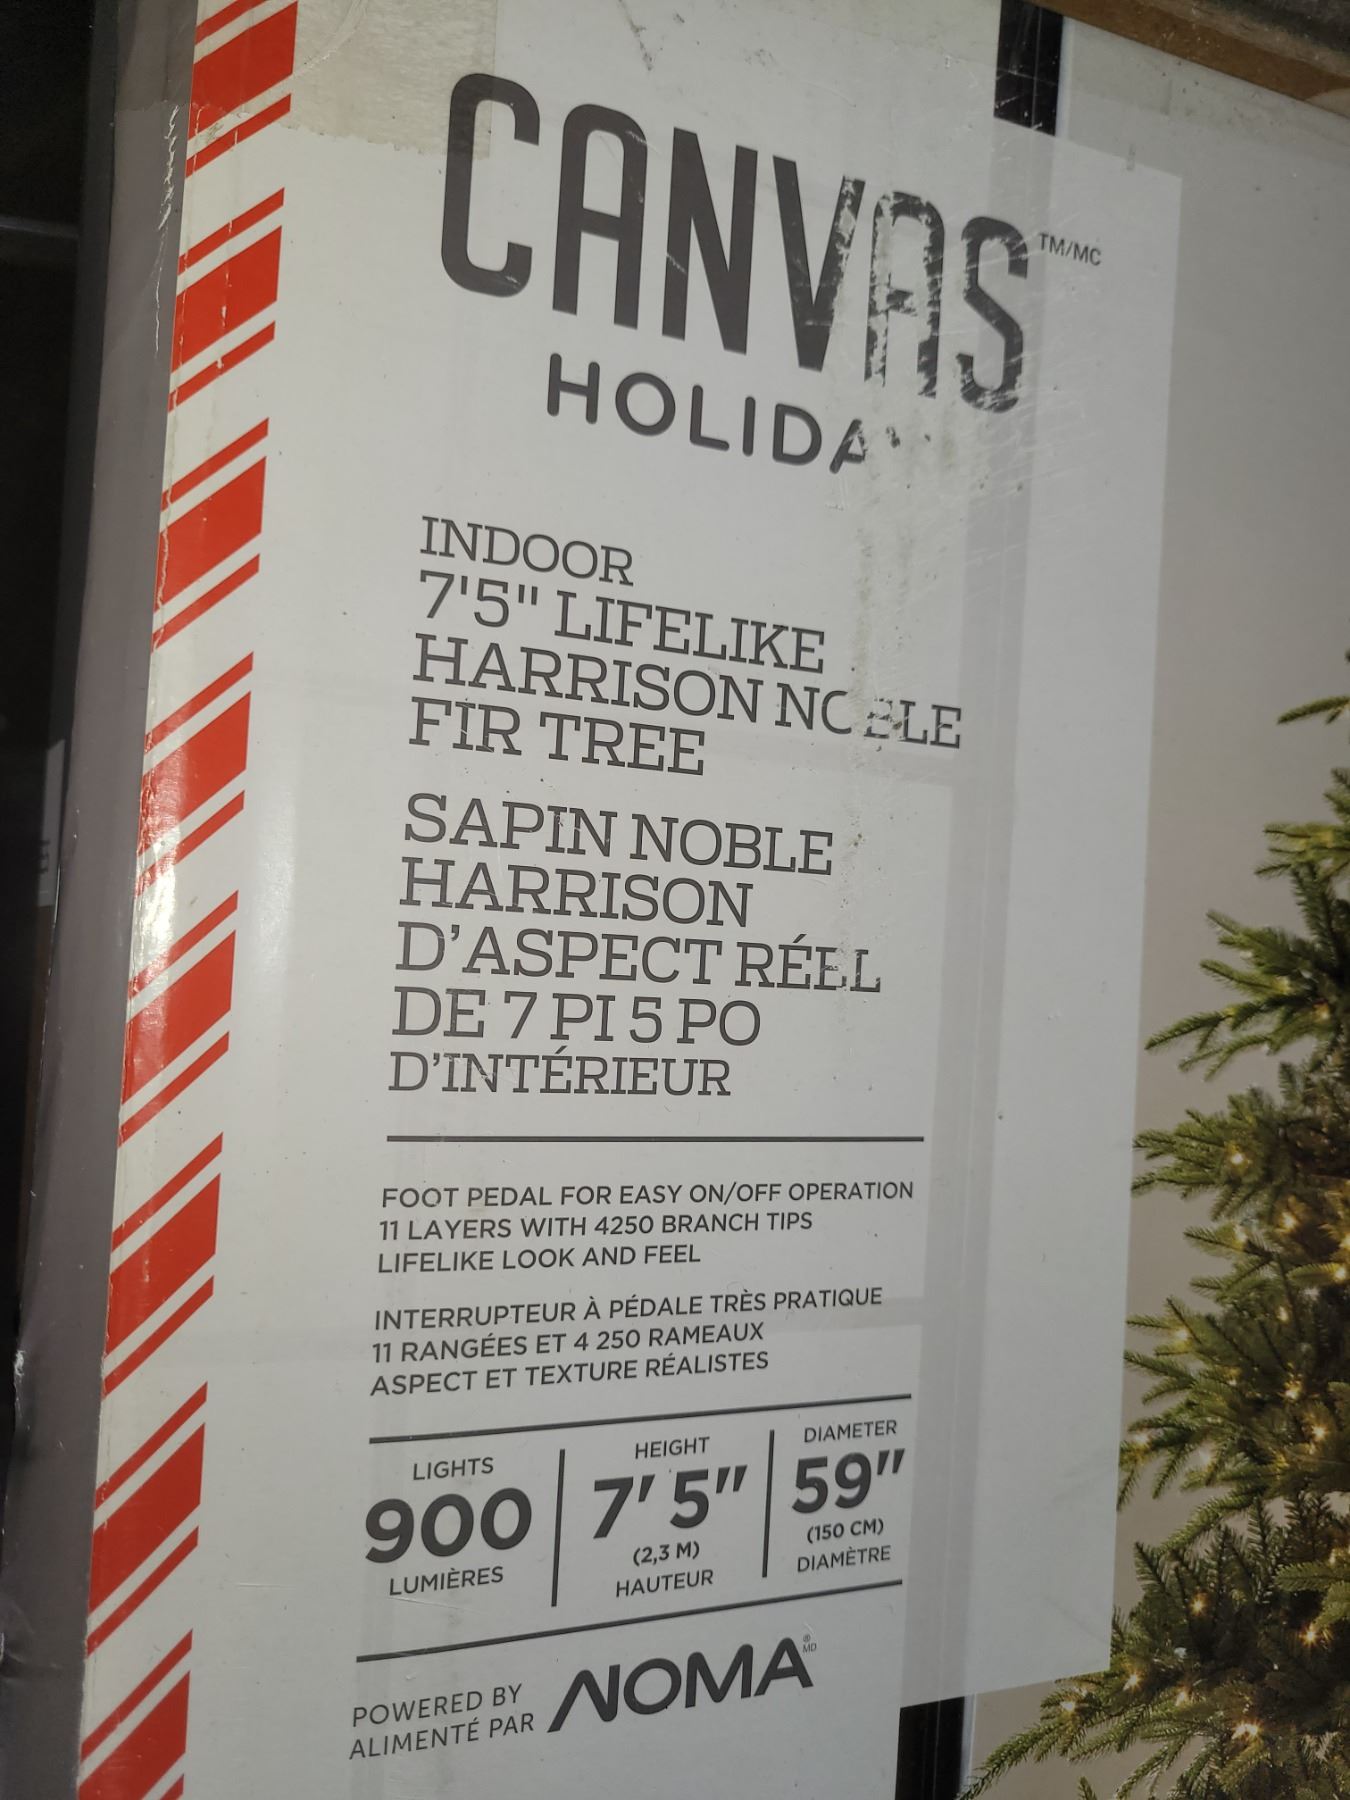 CANVAS TM/MC
INDOOR
7'5" LIFELIKE
HARRISON
FIR TREE
SAPIN NOBLE
HARRISON
D'ASPECT RÉEL
DE 7 PI 5 PO
D'INTÉRIEUR
FOOT PEDAL FOR EASY ON/OFF OPERATION
11 LAYERS WITH 4250 BRANCH TIPS
LIFELIKE LOOK AND FEEL
INTERRUPTEUR À PÉDALE TRÈS PRATIQUE
11 RANGÉES ET 4 250 RAMEAUX
ASPECT ET TEXTURE RÉALISTES
LIGHTS
900
LUMIÈRES
HEIGHT
7' 5"
(2,3 M)
HAUTEUR
DIAMETER
59"
(150 CM)
DIAMÈTRE
POWERED BY
ALIMENTÉ PAR
NOMA ® MD